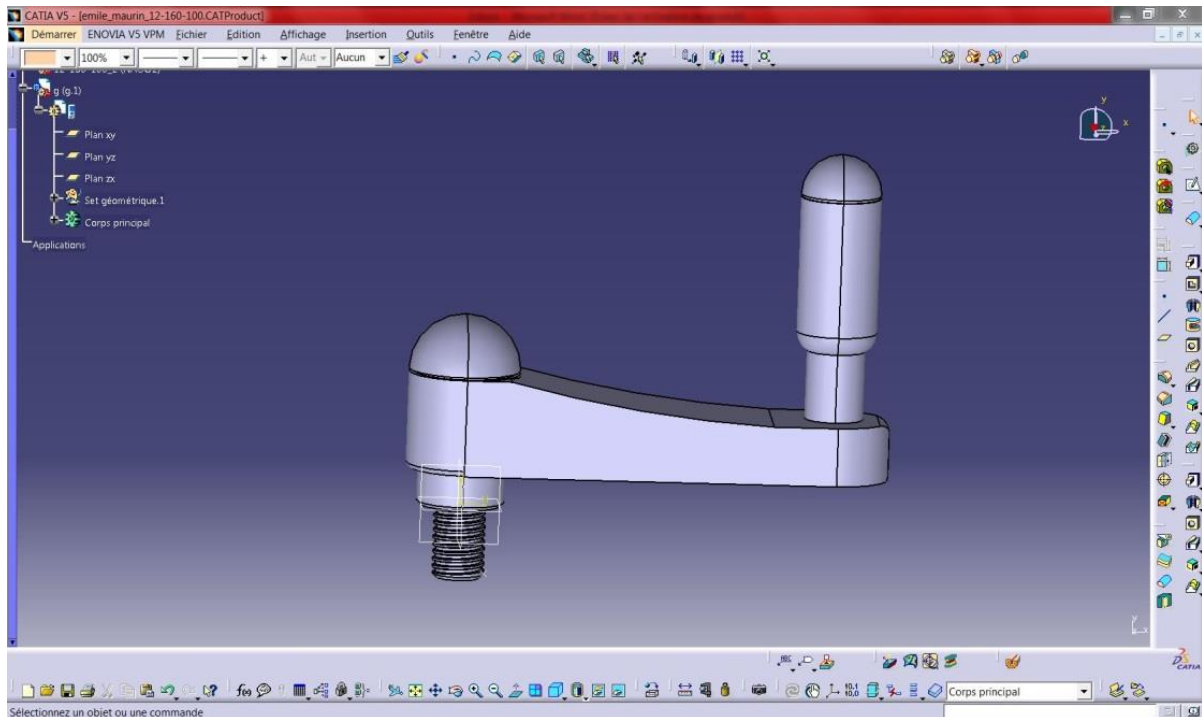 CATIA V5 - [emile_maurin_12-160-100.CATProduct]
Démarrer ENOVIA V5 VPM Fichier Edition Affichage Insertion Outils Fenêtre Aide
100% Aut Aucun
g (g.1)
Plan xy
Plan yz
Plan zx
Set géométrique.1
Corps principal
Applications
y
x
CATIA
Corps principal
Sélectionnez un objet ou une commande